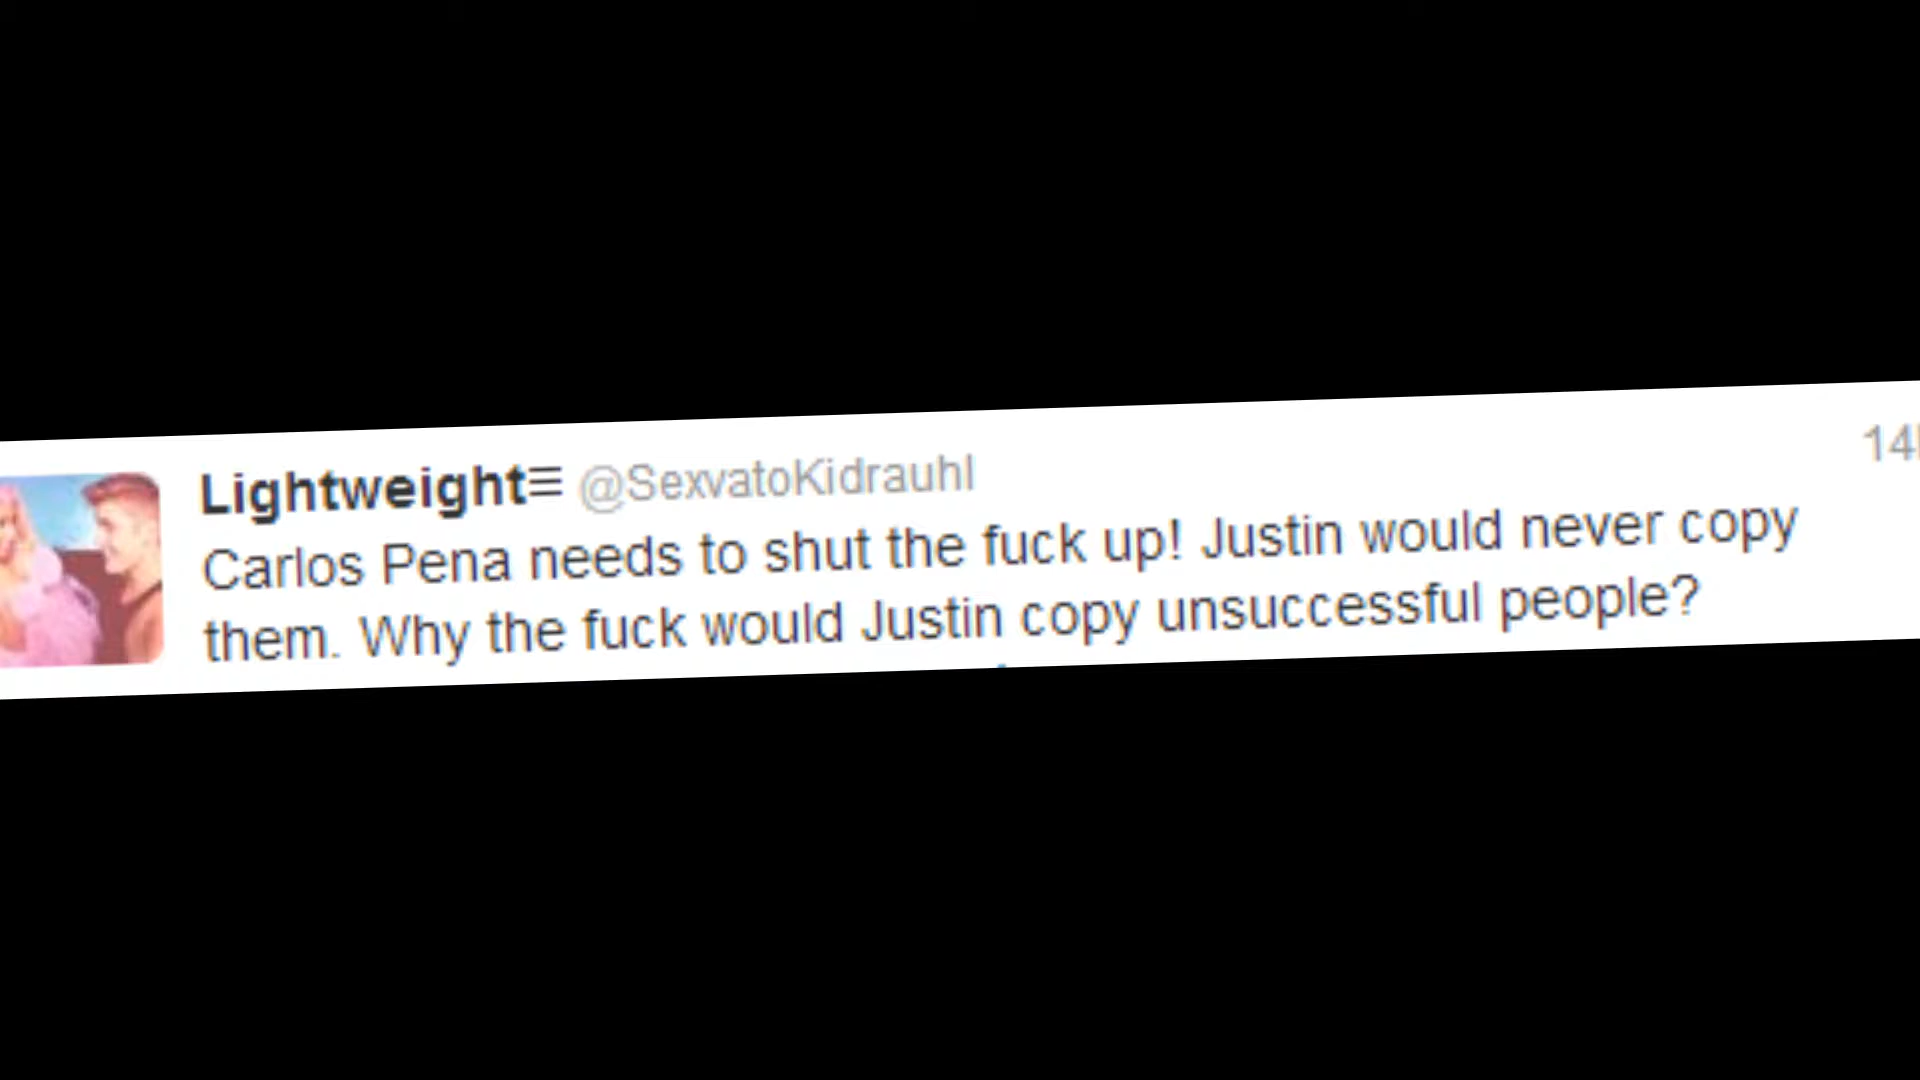 Lightweight☰ @SexvatoKidrauhl 14
Carlos Pena needs to shut the fuck up! Justin would never copy
them. Why the fuck would Justin copy unsuccessful people?